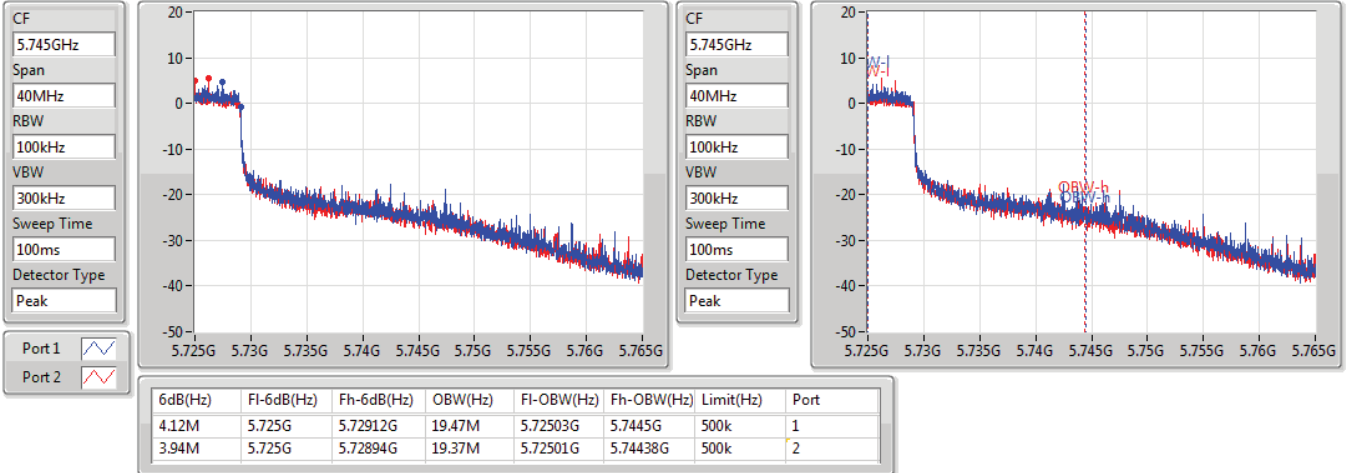 CF
5.745GHz
Span
40MHz
RBW
100kHz
VBW
300kHz
Sweep Time
100ms
Detector Type
Peak
Port 1
Port 2
20
10
0
-10
-20
-30
-40
-50
5.725G 5.73G 5.735G 5.74G 5.745G 5.75G 5.755G 5.76G 5.765G
CF
5.745GHz
Span
40MHz
RBW
100kHz
VBW
300kHz
Sweep Time
100ms
Detector Type
Peak
20
10
0
-10
-20
-30
-40
-50
W-l
W-l
OBW-h
OBW-h
5.725G 5.73G 5.735G 5.74G 5.745G 5.75G 5.755G 5.76G 5.765G
6dB(Hz) Fl-6dB(Hz) Fh-6dB(Hz) OBW(Hz) Fl-OBW(Hz) Fh-OBW(Hz) Limit(Hz) Port
4.12M 5.725G 5.72912G 19.47M 5.72503G 5.7445G 500k 1
3.94M 5.725G 5.72894G 19.37M 5.72501G 5.74438G 500k 2